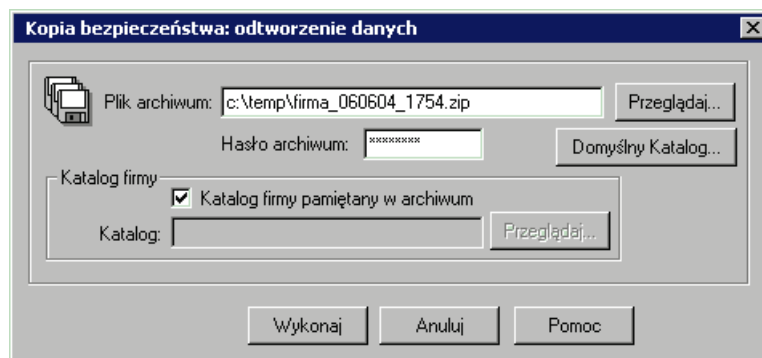 Kopia bezpieczeństwa: odtworzenie danych
Plik archiwum: c:\temp\firma_060604_1754.zip Przeglądaj...
Hasło archiwum: ******** Domyślny Katalog...
Katalog firmy
Katalog firmy pamiętany w archiwum
Katalog: Przeglądaj...
Wykonaj Anuluj Pomoc